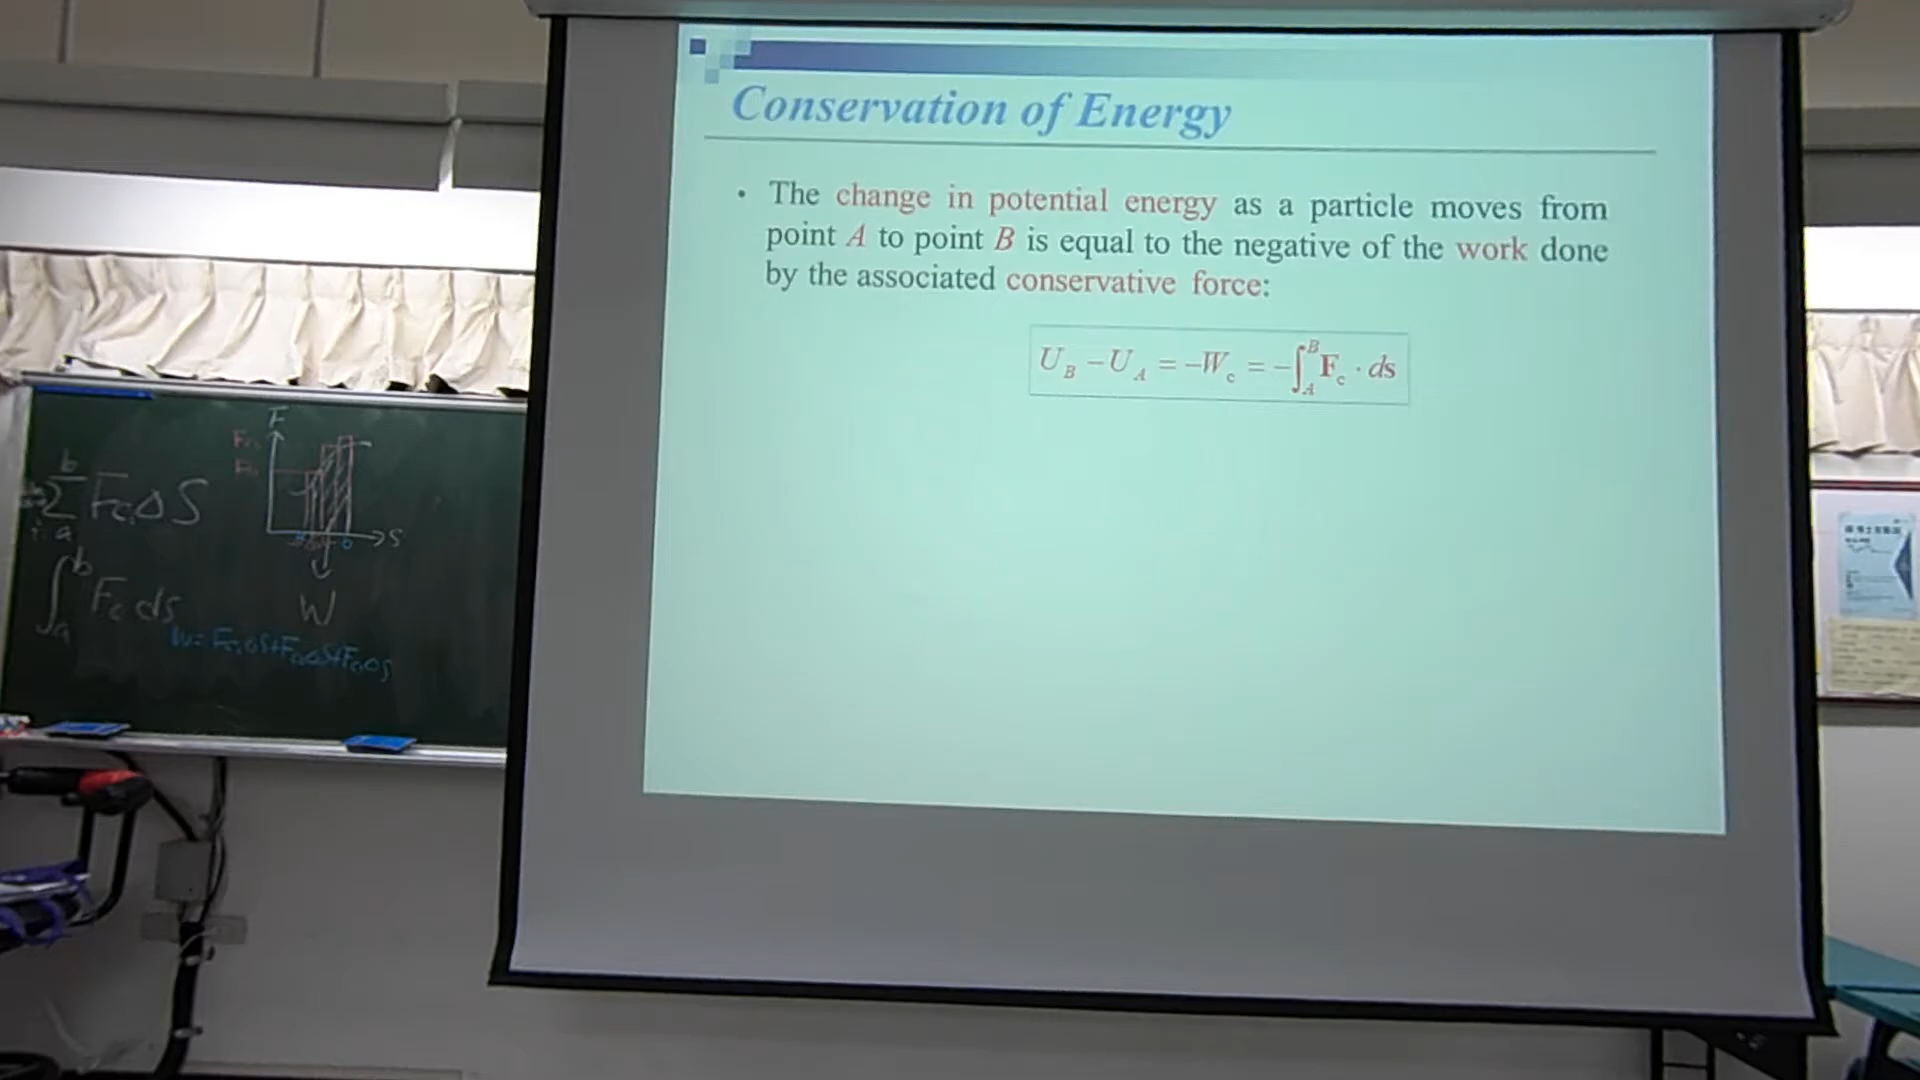 Conservation of Energy
• The change in potential energy as a particle moves from
point A to point B is equal to the negative of the work done
by the associated conservative force:
U_B – U_A = –W_c = –∫_A^B F_c · ds
b
Σ F_c ΔS
i: a
∫_a^b F_c ds
F
S
W